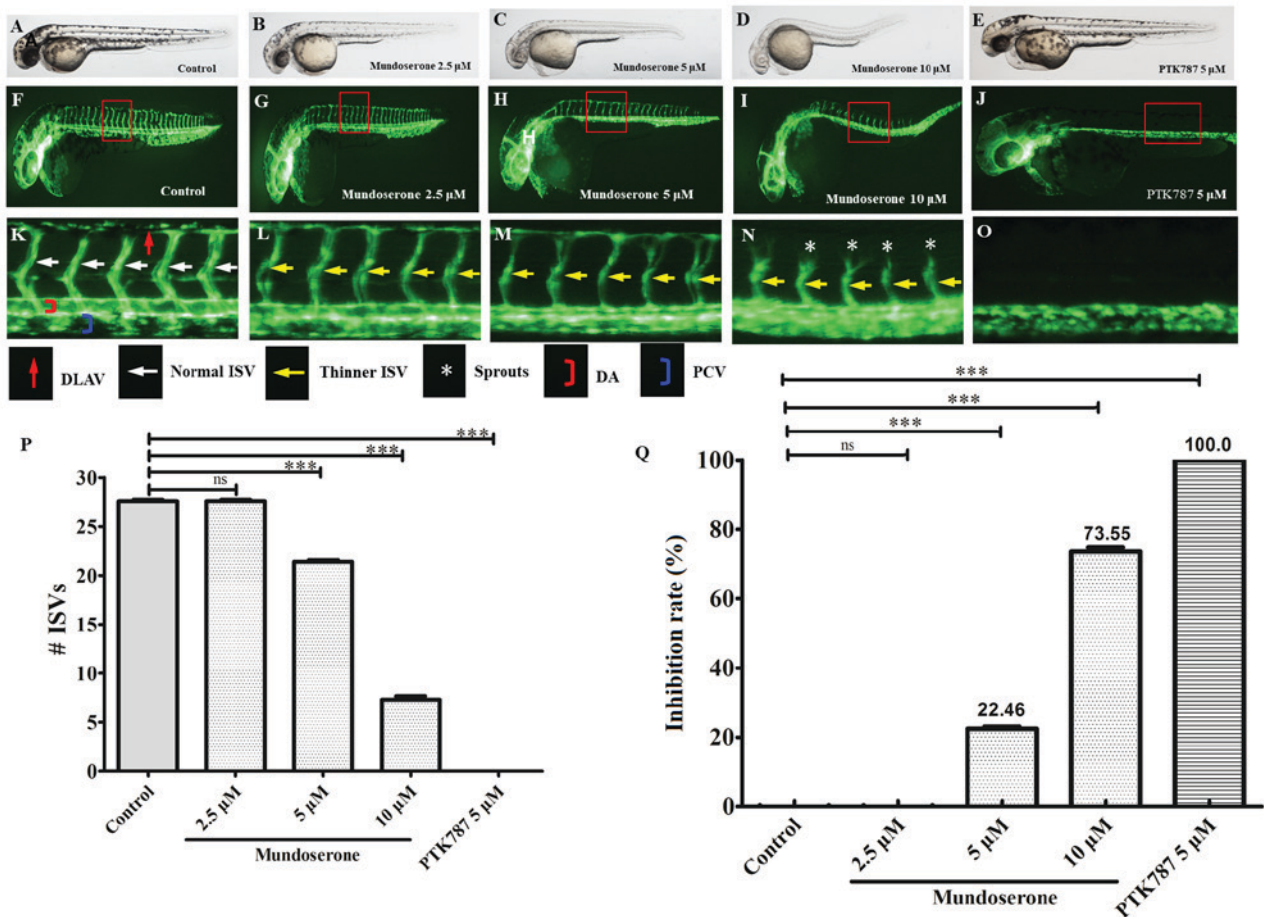 A
A
Control
B
Mundoserone 2.5 μM
C
Mundoserone 5 μM
D
Mundoserone 10 μM
E
PTK787 5 μM
F
Control
G
Mundoserone 2.5 μM
H
H
Mundoserone 5 μM
I
Mundoserone 10 μM
J
PTK787 5 μM
K
L
M
N
* * * *
O
DLAV
Normal ISV
Thinner ISV
* Sprouts
DA
PCV
P
***
***
***
ns
# ISVs
30
25
20
15
10
5
0
Control
2.5 μM
5 μM
10 μM
PTK787 5 μM
Mundoserone
Q
***
***
***
ns
Inhibition rate (%)
100
80
60
40
20
0
22.46
73.55
100.0
Control
2.5 μM
5 μM
10 μM
PTK787 5 μM
Mundoserone